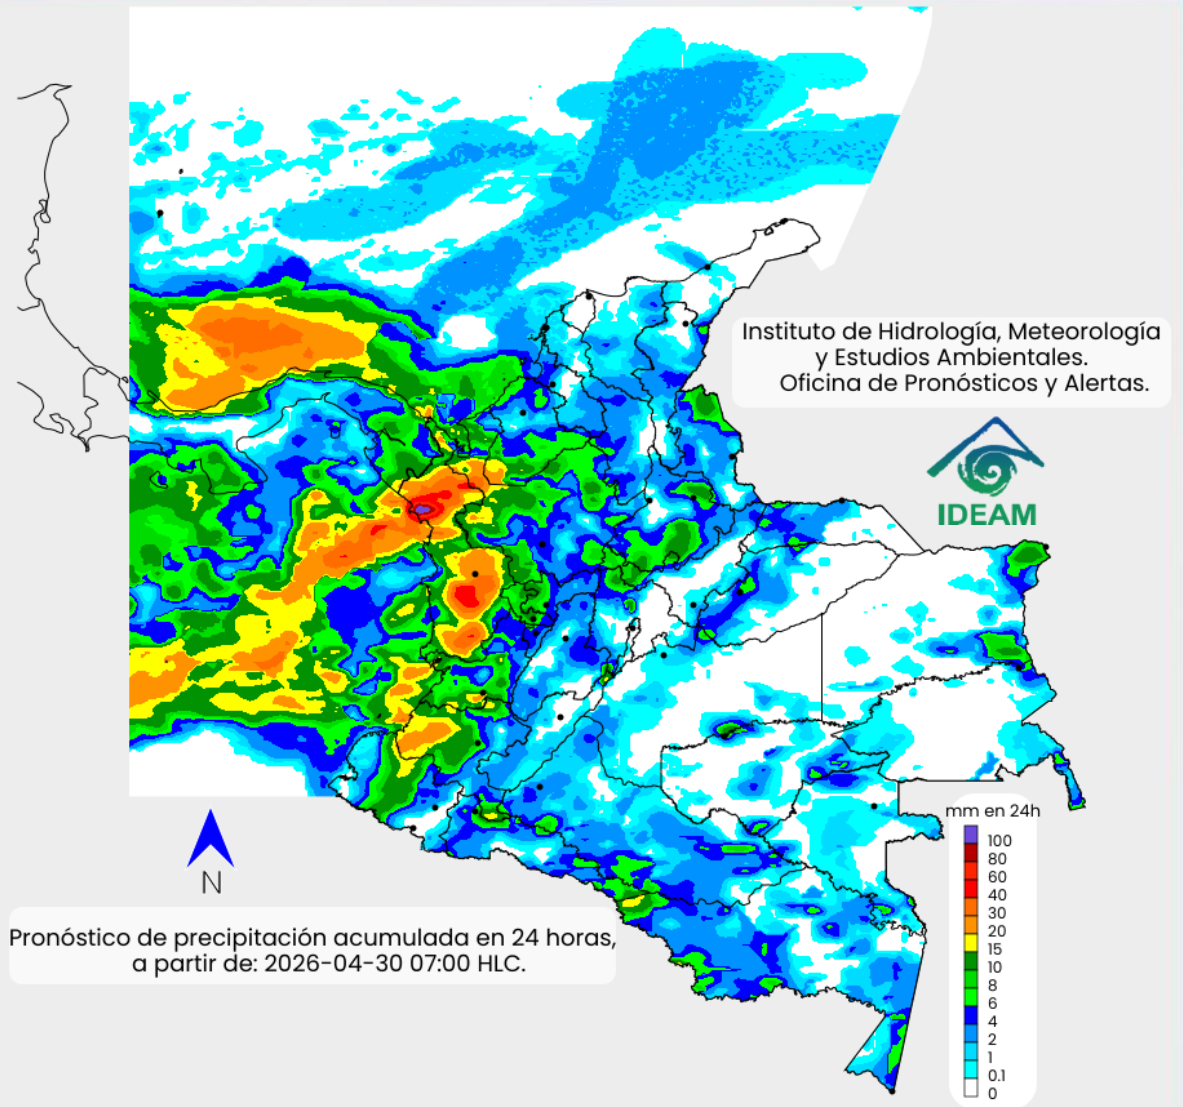 Instituto de Hidrología, Meteorología
y Estudios Ambientales.
Oficina de Pronósticos y Alertas.
IDEAM
mm en 24h
100
80
60
40
30
20
15
10
8
6
4
2
1
0.1
0
N
Pronóstico de precipitación acumulada en 24 horas,
a partir de: 2026-04-30 07:00 HLC.